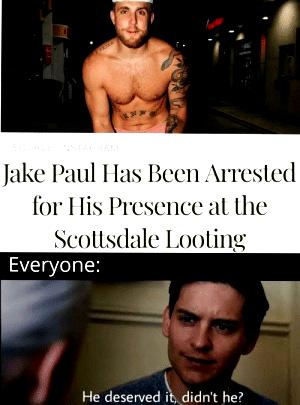 Jake Paul Has Been Arrested
for His Presence at the
Scottsdale Looting
Everyone:
He deserved it, didn't he?